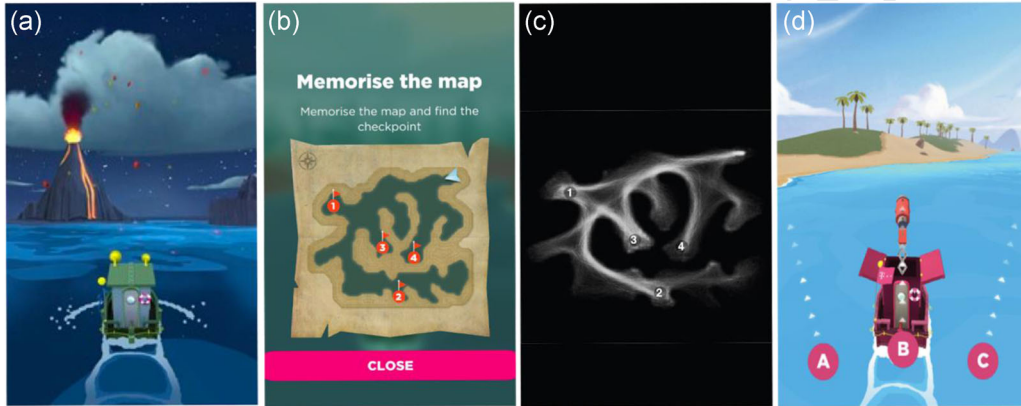 (a)
(b)
Memorise the map
Memorise the map and find the
checkpoint
1
3
4
2
CLOSE
(c)
1
3
4
2
(d)
A
B
C